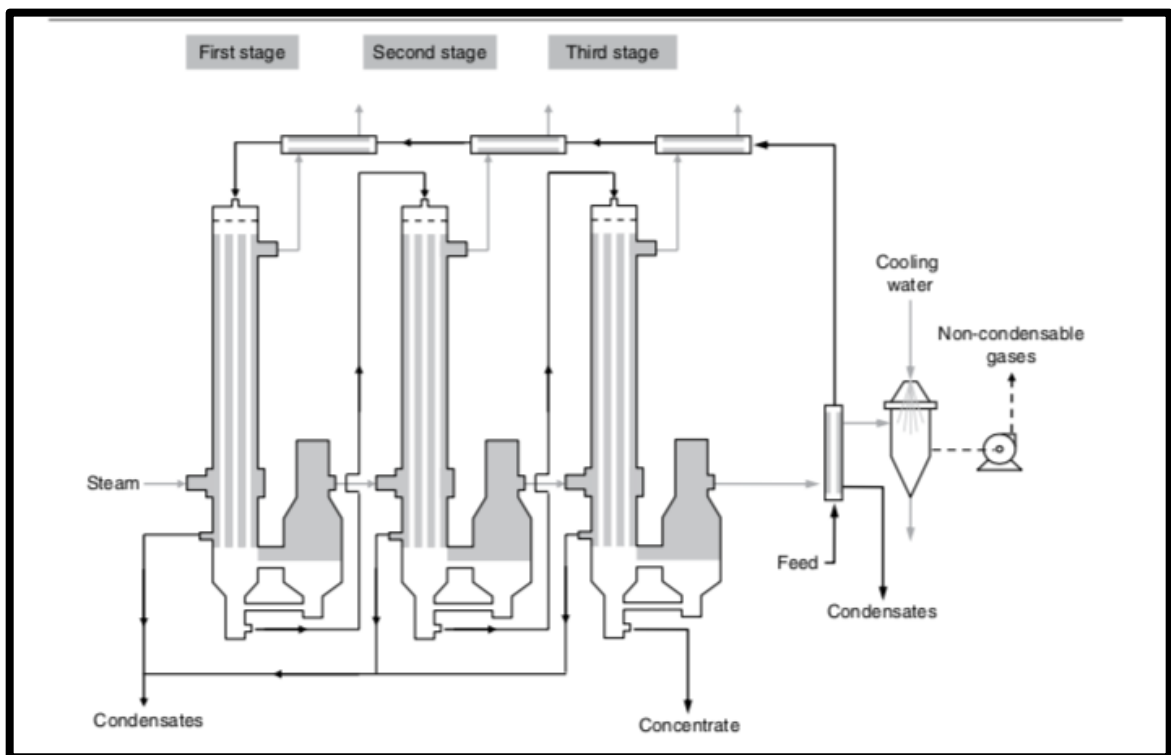 First stage
Second stage
Third stage
Cooling
water
Non-condensable
gases
Steam
Feed
Condensates
Condensates
Concentrate